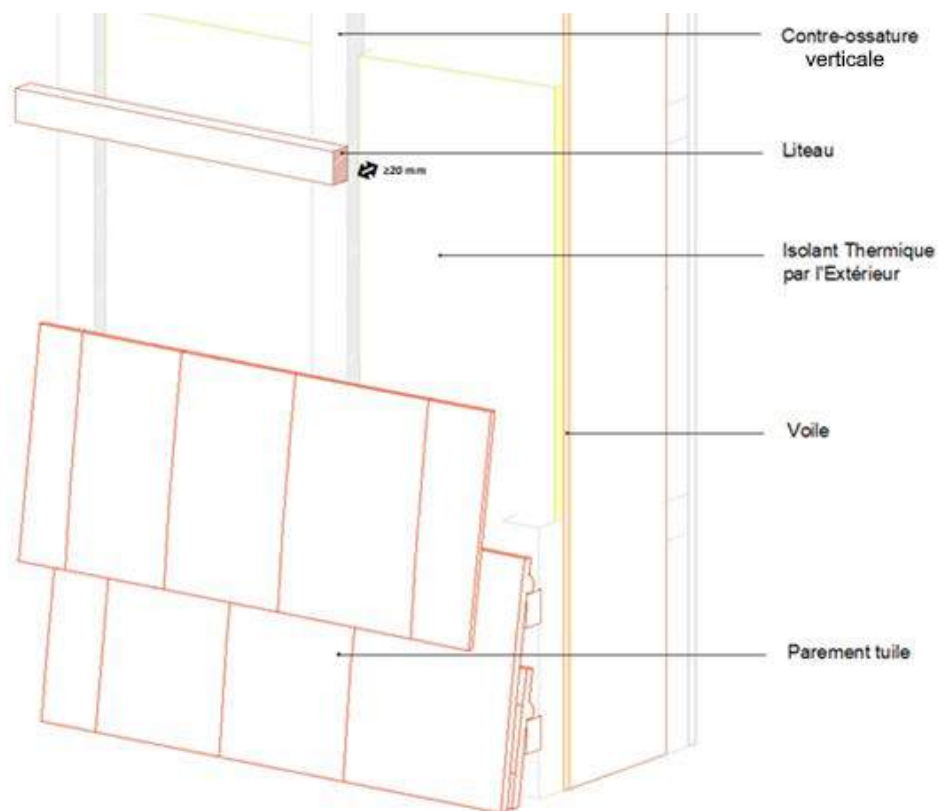 Contre-ossature
verticale
Liteau
≥20 mm
Isolant Thermique
par l'Extérieur
Voile
Parement tuile